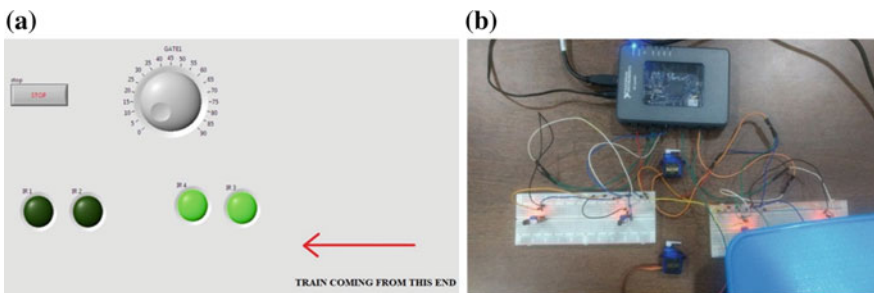 (a)
(b)
GATE1
0 5 10 15 20 25 30 35 40 45 50 55 60 65 70 75 80 85 90
stop
STOP
IR 1
IR 2
IR 4
IR 3
TRAIN COMING FROM THIS END